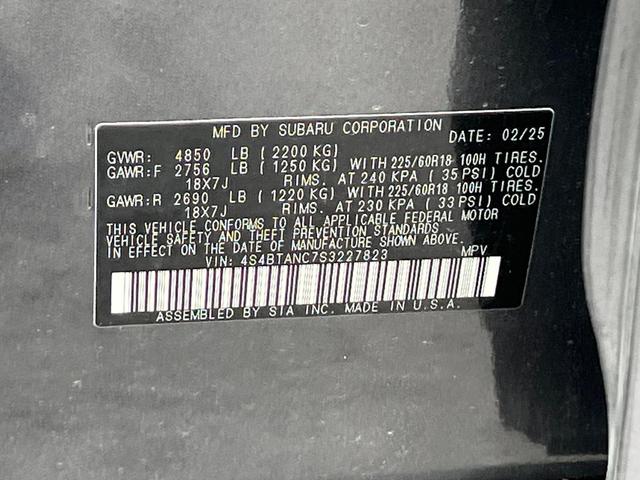 MFD BY SUBARU CORPORATION DATE: 02/25
GVWR: 4850 LB (2200 KG)
GAWR:F 2756 LB (1250 KG) WITH 225/60R18 100H TIRES.
18X7J RIMS. AT 240 KPA (35 PSI) COLD
GAWR:R 2690 LB (1220 KG) WITH 225/60R18 100H TIRES.
18X7J RIMS. AT 230 KPA (33 PSI) COLD
THIS VEHICLE CONFORMS TO ALL APPLICABLE FEDERAL MOTOR
VEHICLE SAFETY AND THEFT PREVENTION STANDARDS
IN EFFECT ON THE DATE OF MANUFACTURE SHOWN ABOVE.
VIN: 4S4BTANC7S3227823 MPV
ASSEMBLED BY SIA INC. MADE IN U.S.A.